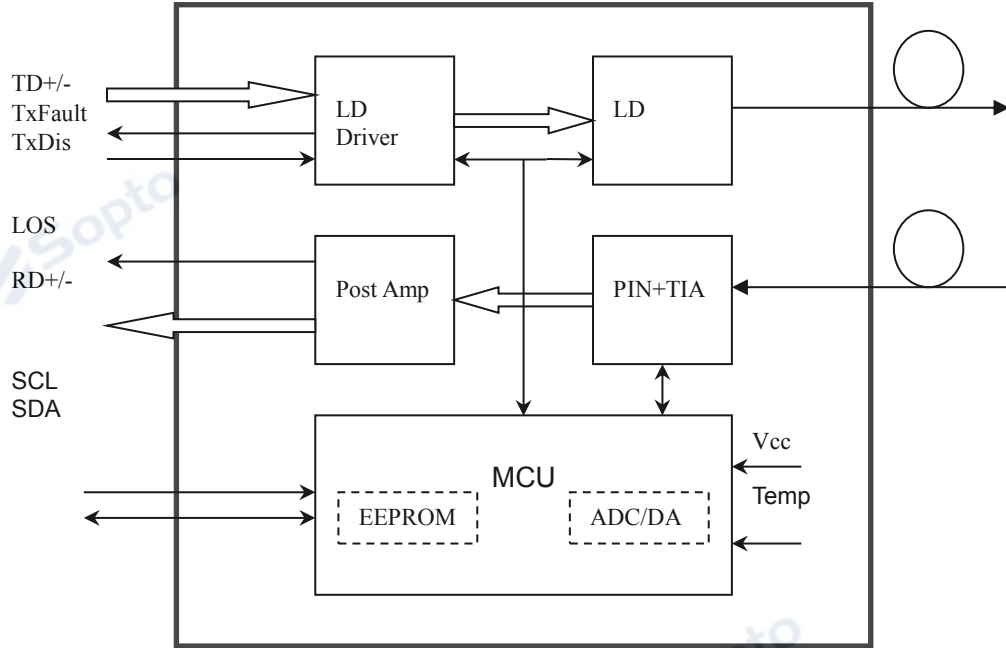 TD+/-
TxFault
TxDis
LD
Driver
LD
Sopto
LOS
RD+/-
Post Amp
PIN+TIA
SCL
SDA
MCU
EEPROM
ADC/DA
Vcc
Temp